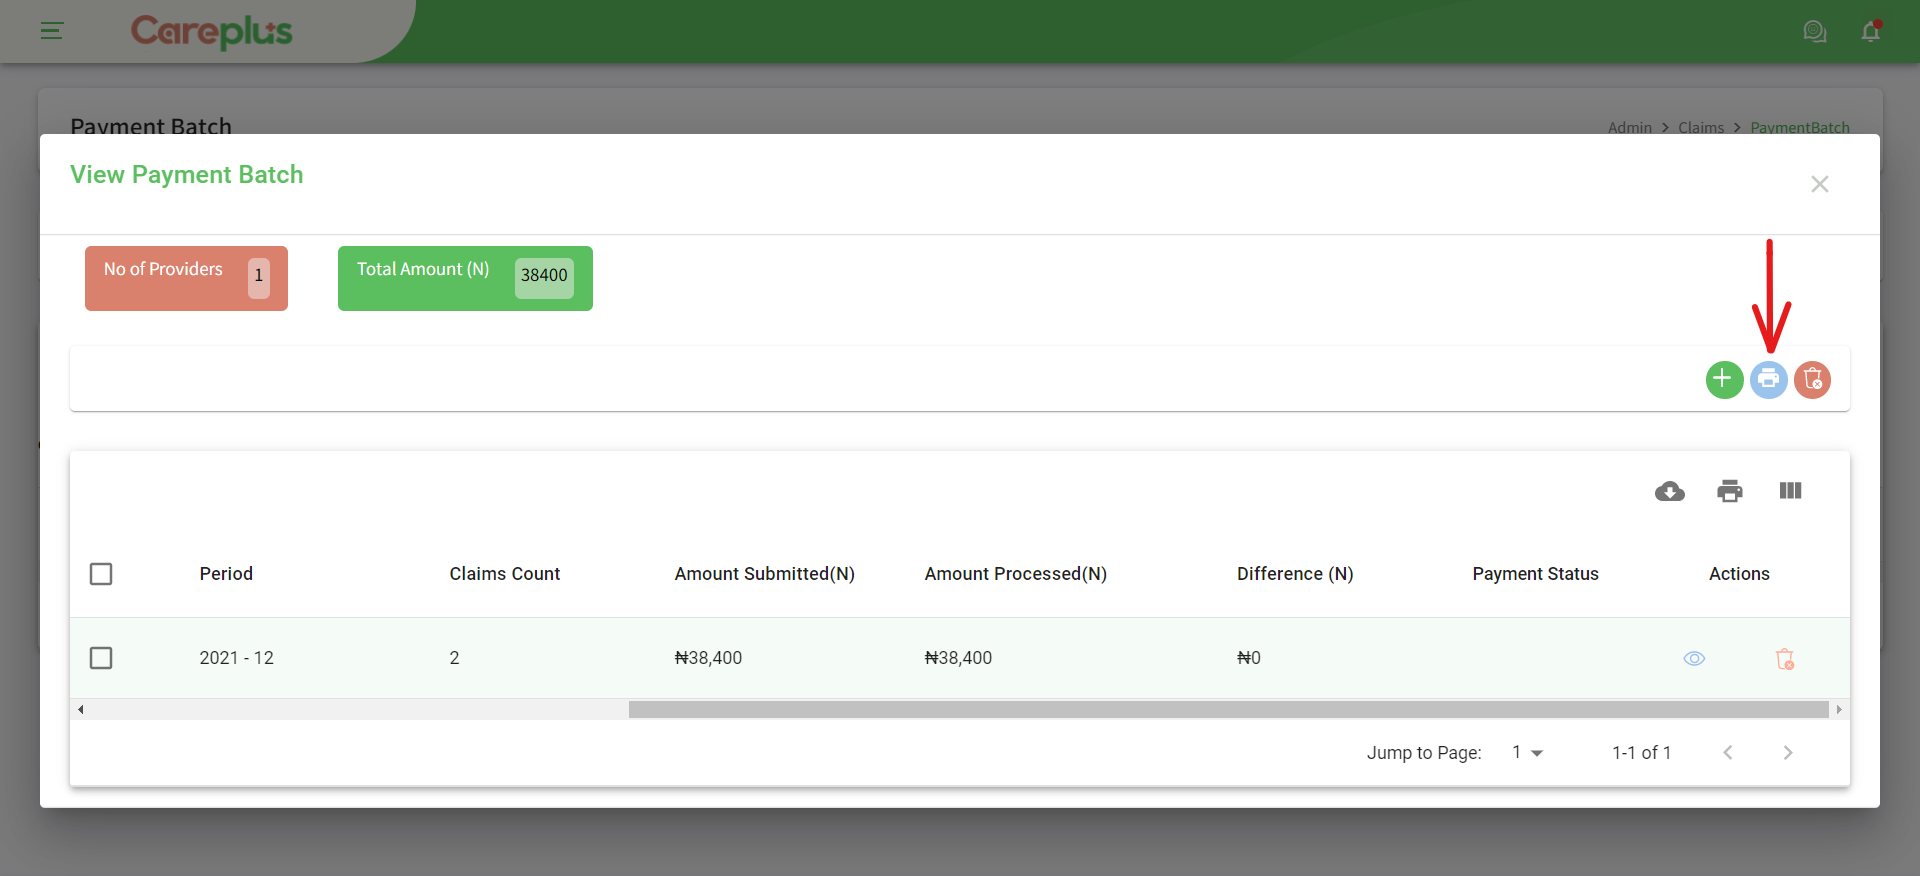 Careplus
Payment Batch
Admin > Claims > PaymentBatch
View Payment Batch
No of Providers 1
Total Amount (N) 38400
Period Claims Count Amount Submitted(N) Amount Processed(N) Difference (N) Payment Status Actions
2021 - 12 2 ₦38,400 ₦38,400 ₦0
Jump to Page: 1 1-1 of 1